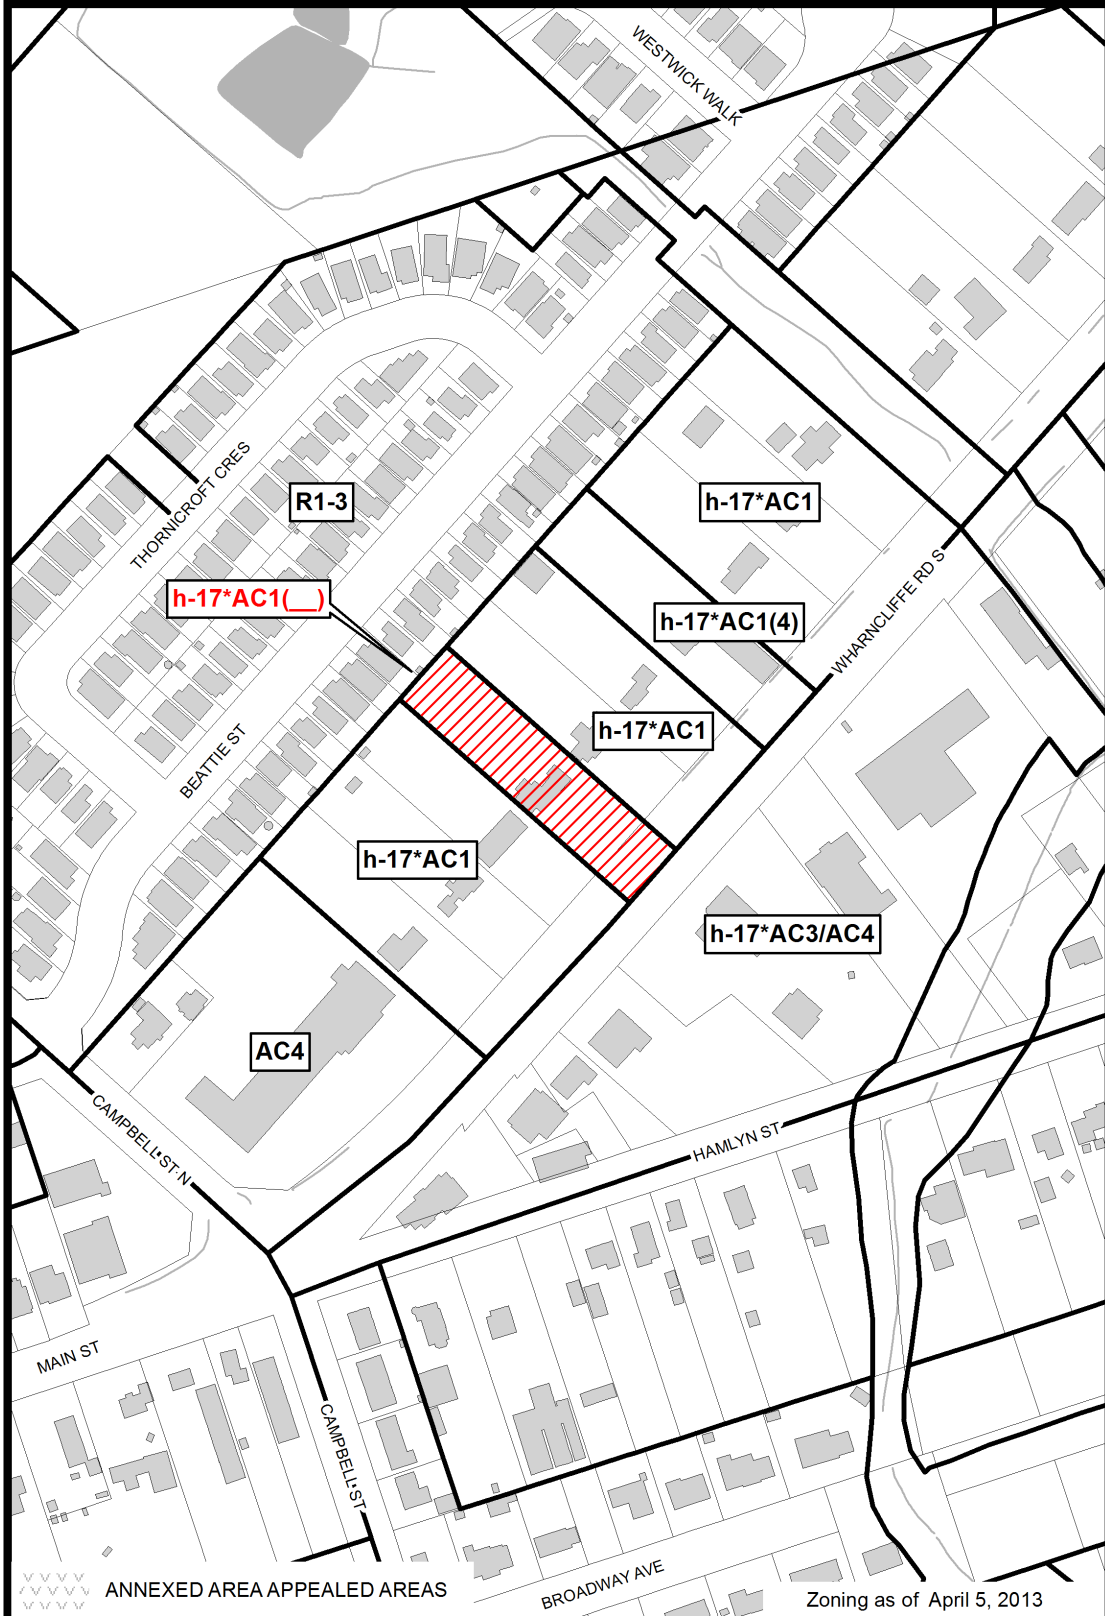 WESTWICK WALK
THORNICROFT CRES
R1-3
h-17*AC1
h-17*AC1(__)
h-17*AC1(4)
WHARNCLIFFE RD S
h-17*AC1
BEATTIE ST
h-17*AC1
h-17*AC3/AC4
AC4
CAMPBELL ST N
HAMLYN ST
MAIN ST
CAMPBELL ST
BROADWAY AVE
ANNEXED AREA APPEALED AREAS
Zoning as of April 5, 2013